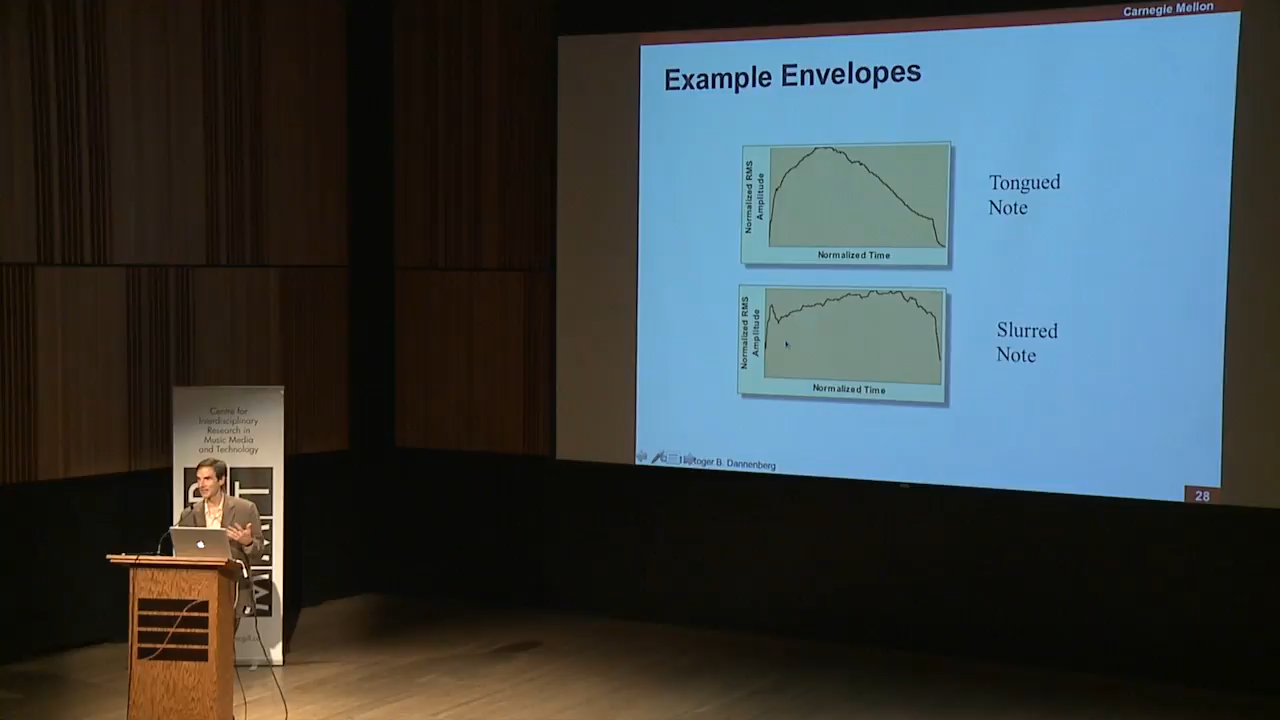 Carnegie Mellon
Example Envelopes
Normalized RMS
Amplitude
Normalized Time
Tongued
Note
Normalized RMS
Amplitude
Normalized Time
Slurred
Note
Roger B. Dannenberg
28
Centre for
Interdisciplinary
Research in
Music Media
and Technology